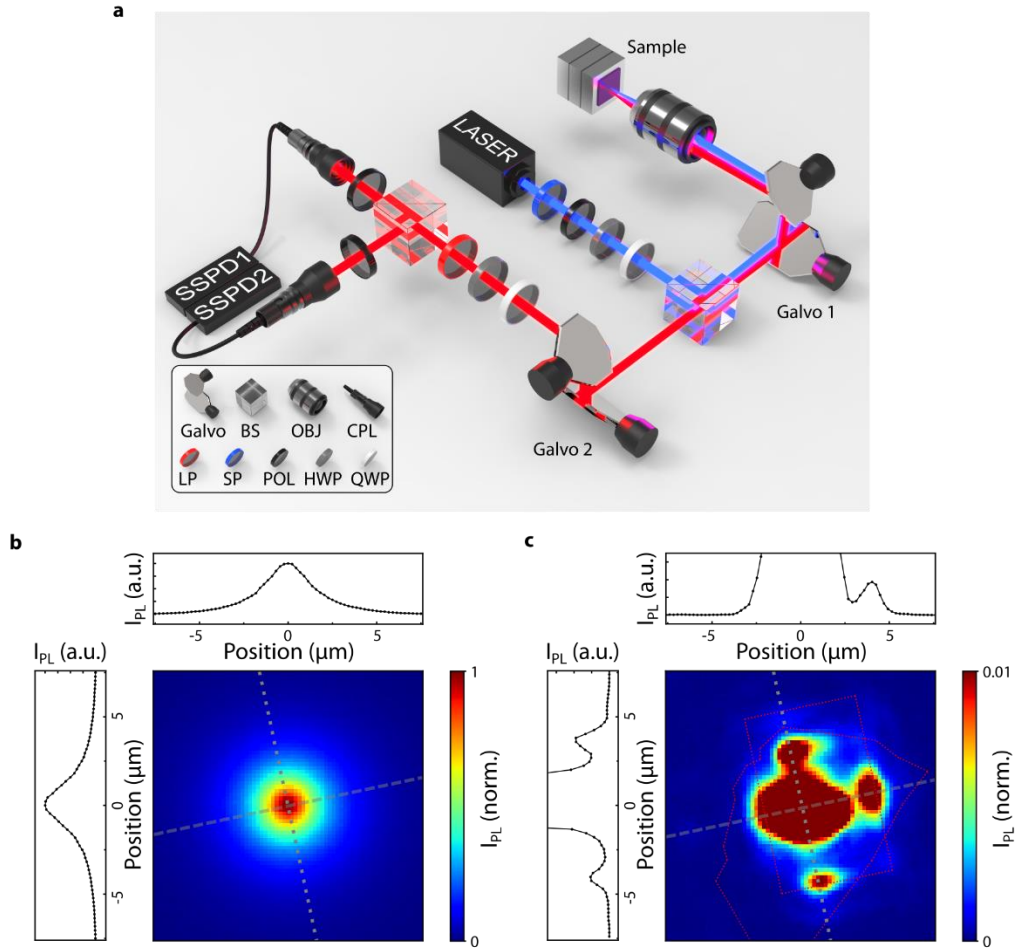 a
Sample
LASER
SSPD1
SSPD2
Galvo 1
Galvo 2
Galvo BS OBJ CPL
LP SP POL HWP QWP
b
I_PL (a.u.)
-5 0 5
Position (μm)
I_PL (a.u.)
5
0
-5
Position (μm)
1
0
I_PL (norm.)
c
I_PL (a.u.)
-5 0 5
Position (μm)
I_PL (a.u.)
5
0
-5
Position (μm)
0.01
0
I_PL (norm.)